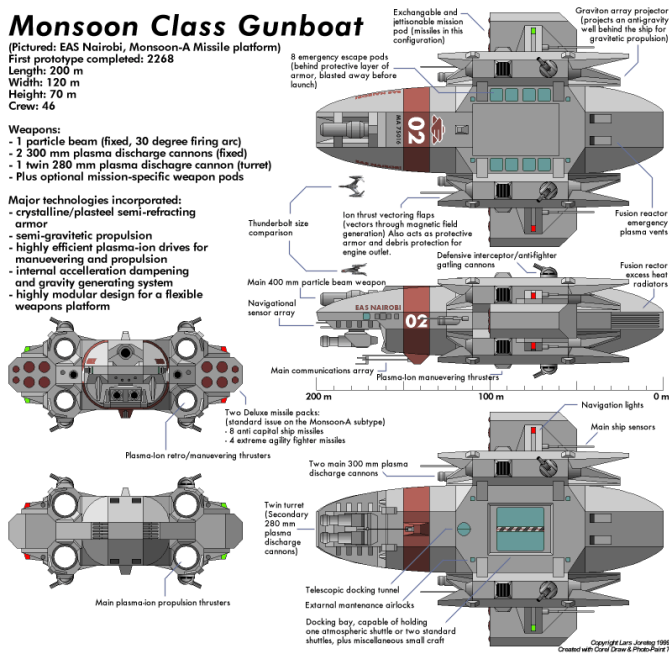 Monsoon Class Gunboat
(Pictured: EAS Nairobi, Monsoon-A Missile platform)
First prototype completed: 2268
Length: 200 m
Width: 120 m
Height: 70 m
Crew: 46
Weapons:
- 1 particle beam (fixed, 30 degree firing arc)
- 2 300 mm plasma discharge cannons (fixed)
- 1 twin 280 mm plasma dischagre cannon (turret)
- Plus optional mission-specific weapon pods
Major technologies incorporated:
- crystalline/plasteel semi-refracting
armor
- semi-gravitetic propulsion
- highly efficient plasma-ion drives for
manuevering and propulsion
- internal accelleration dampening
and gravity generating system
- highly modular design for a flexible
weapons platform
Exchangable and
jettisonable mission
pod (missiles in this
configuration)
Graviton array projector
(projects an anti-gravity
well behind the ship for
gravitetic propulsion)
8 emergency escape pods
(behind protective layer of
armor, blasted away before
launch)
MA75016
02
EAS NAIROBI
Thunderbolt size
comparison
Ion thrust vectoring flaps
(vectors through magnetic field
generation) Also acts as protective
armor and debris protection for
engine outlet.
Fusion reactor
emergency
plasma vents
Defensive interceptor/anti-fighter
gatling cannons
Fusion rector
excess heat
radiators
Main 400 mm particle beam weapon
Navigational
sensor array
EAS NAIROBI
02
Main communications array
Plasma-Ion manuevering thrusters
200 m
100 m
0 m
Two Deluxe missile packs:
(standard issue on the Monsoon-A subtype)
- 8 anti capital ship missiles
- 4 extreme agility fighter missiles
Plasma-Ion retro/manuevering thrusters
Navigation lights
Main ship sensors
Two main 300 mm plasma
discharge cannons
Twin turret
(Secondary
280 mm
plasma
discharge
cannons)
Main plasma-ion propulsion thrusters
Telescopic docking tunnel
Extarnal mantenance airlocks
Docking bay, capable of holding
one atmospheric shuttle or two standard
shuttles, plus miscellaneous small craft
Copyright Lars Joreteg 1999
Created with Corel Draw & Photo-Paint 7